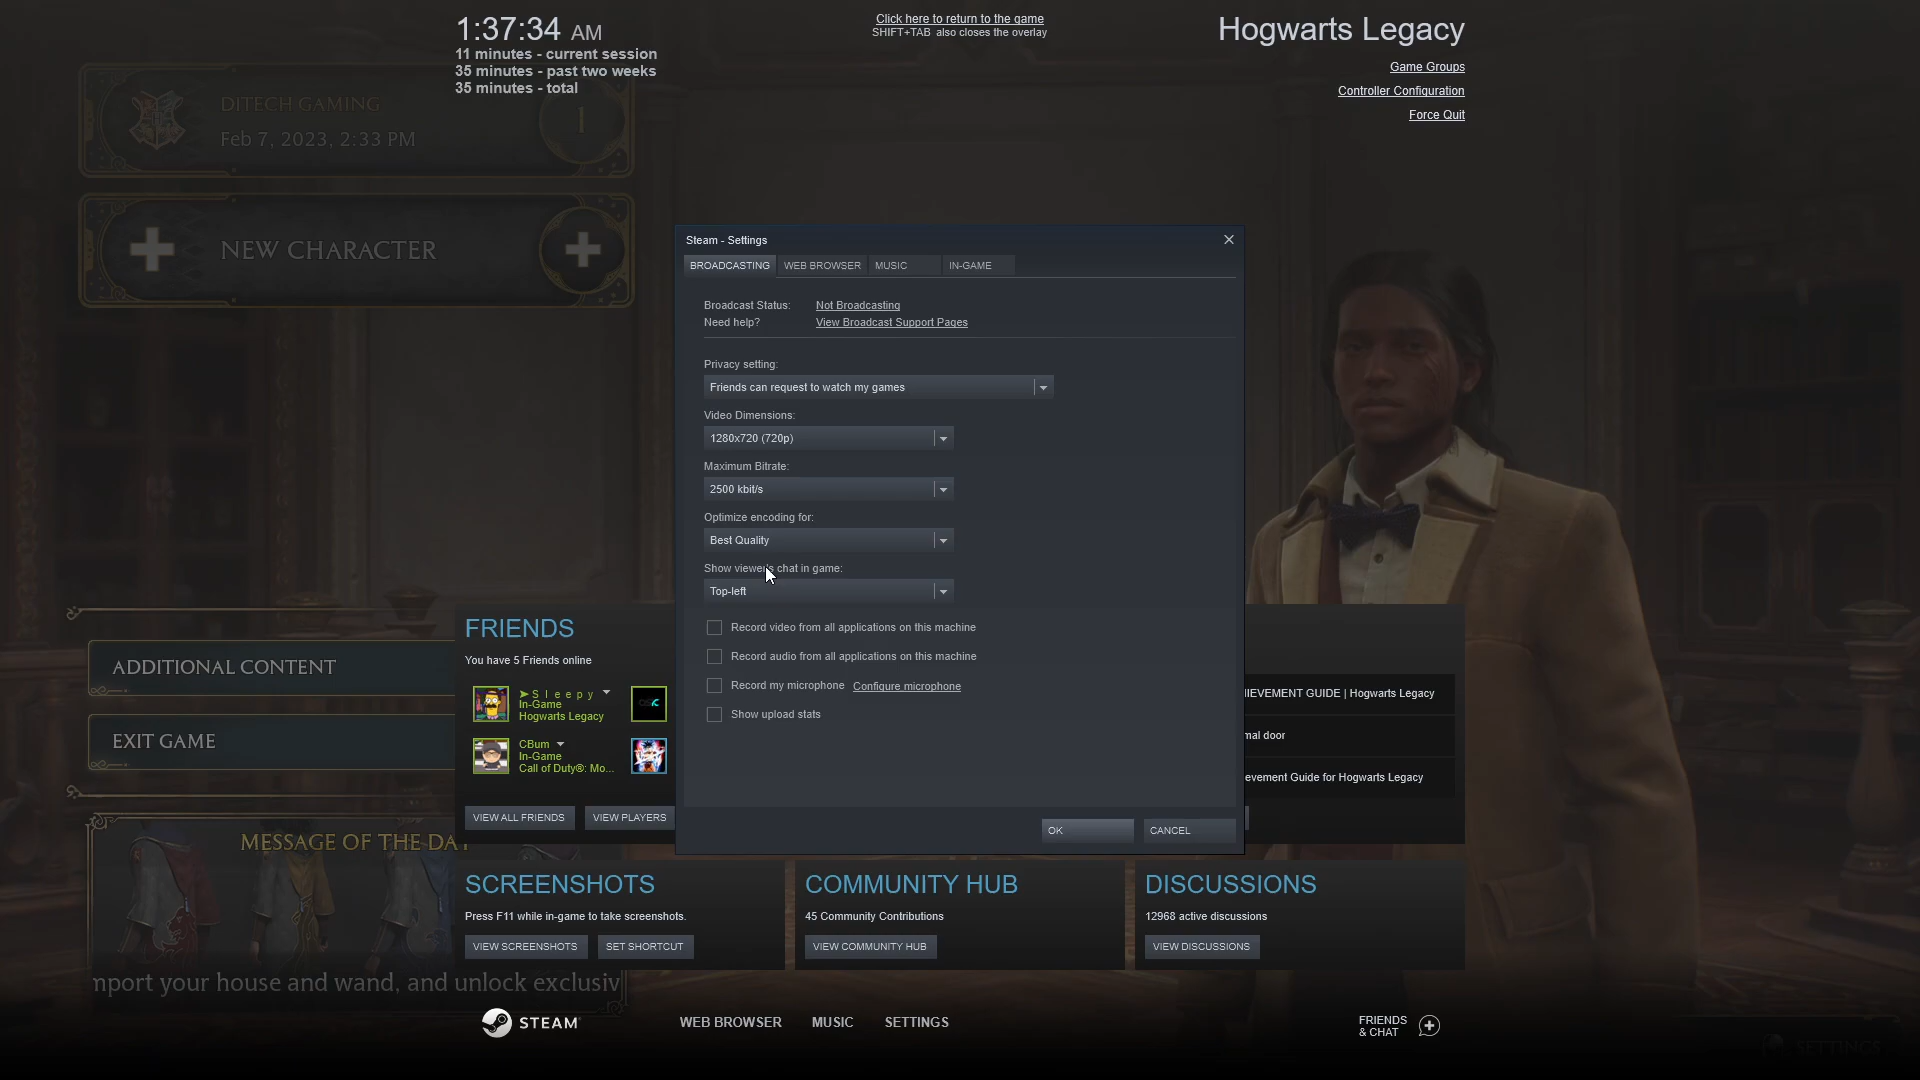 1:37:34 AM
11 minutes - current session
35 minutes - past two weeks
35 minutes - total
Click here to return to the game
SHIFT+TAB also closes the overlay
Hogwarts Legacy
Game Groups
Controller Configuration
Force Quit
DITECH GAMING
Feb 7, 2023, 2:33 PM
1
NEW CHARACTER
Steam - Settings
BROADCASTING WEB BROWSER MUSIC IN-GAME
Broadcast Status: Not Broadcasting
Need help? View Broadcast Support Pages
Privacy setting:
Friends can request to watch my games
Video Dimensions:
1280x720 (720p)
Maximum Bitrate:
2500 kbit/s
Optimize encoding for:
Best Quality
Show viewer's chat in game:
Top-left
Record video from all applications on this machine
Record audio from all applications on this machine
Record my microphone Configure microphone
Show upload stats
OK CANCEL
ADDITIONAL CONTENT
EXIT GAME
FRIENDS
You have 5 Friends online
➤S l e e p y
In-Game
Hogwarts Legacy
CBum
In-Game
Call of Duty®: Mo...
VIEW ALL FRIENDS VIEW PLAYERS
IEVEMENT GUIDE | Hogwarts Legacy
mal door
evement Guide for Hogwarts Legacy
MESSAGE OF THE DA
mport your house and wand, and unlock exclusiv
SCREENSHOTS
Press F11 while in-game to take screenshots.
VIEW SCREENSHOTS SET SHORTCUT
COMMUNITY HUB
45 Community Contributions
VIEW COMMUNITY HUB
DISCUSSIONS
12968 active discussions
VIEW DISCUSSIONS
STEAM
WEB BROWSER MUSIC SETTINGS
FRIENDS
& CHAT
SETTINGS